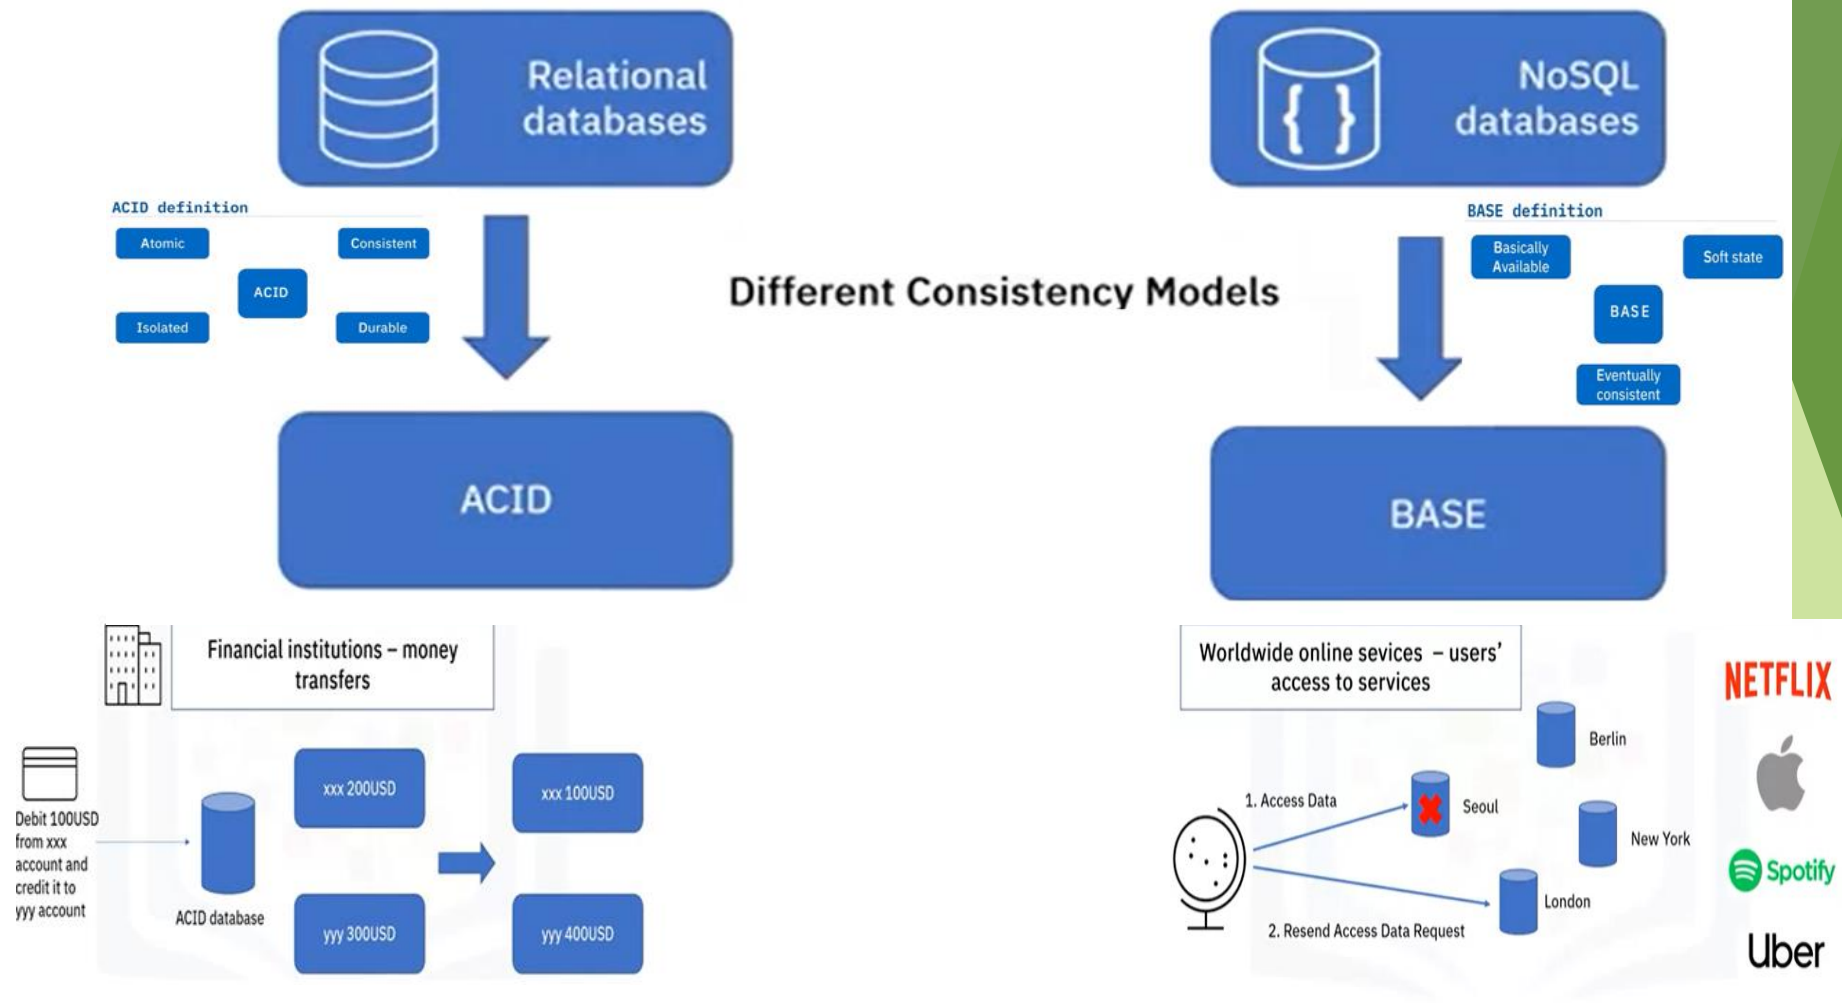 Relational
databases
NoSQL
databases
ACID definition
Atomic
Consistent
ACID
Isolated
Durable
Different Consistency Models
BASE definition
Basically
Available
Soft state
BASE
Eventually
consistent
ACID
BASE
Financial institutions – money
transfers
Debit 100USD
from xxx
account and
credit it to
yyy account
ACID database
xxx 200USD
xxx 100USD
yyy 300USD
yyy 400USD
Worldwide online sevices – users'
access to services
Berlin
1. Access Data
Seoul
New York
London
2. Resend Access Data Request
NETFLIX
Spotify
Uber